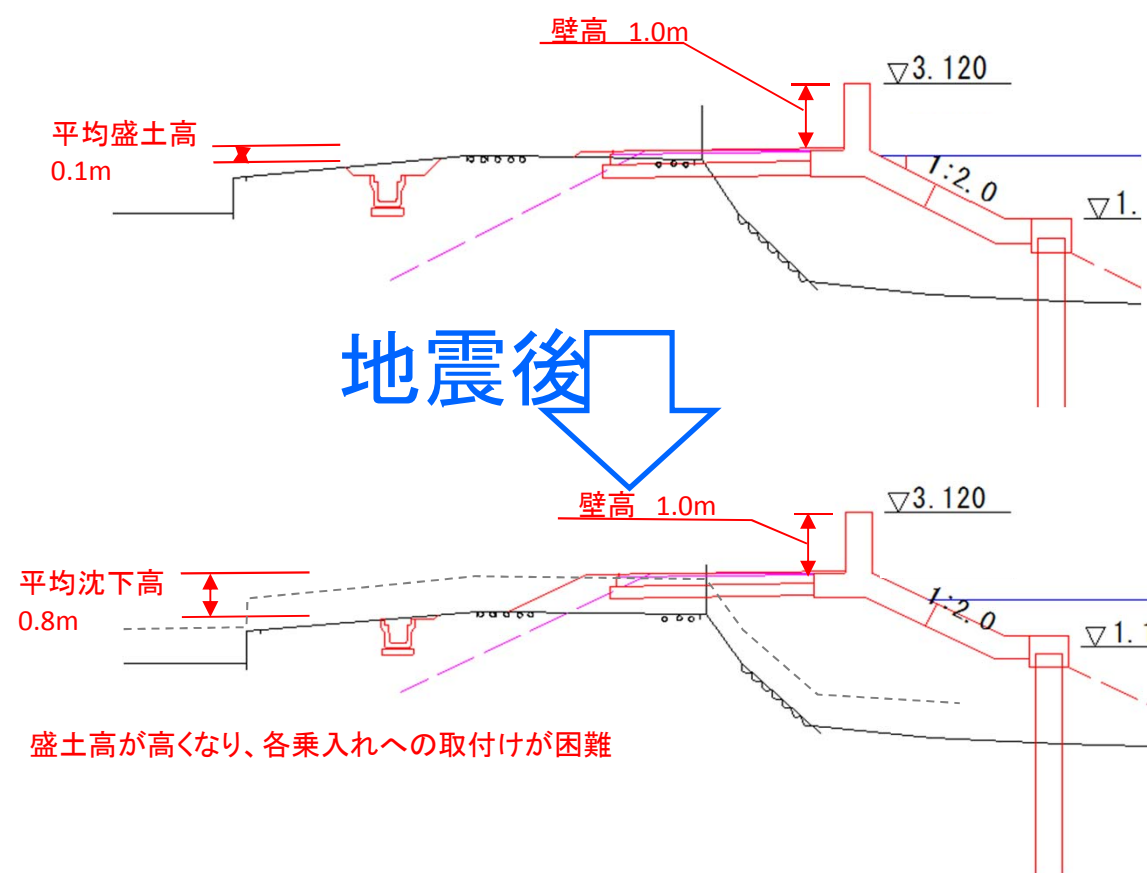 壁高 1.0m
▽3.120
平均盛土高
0.1m
1:2.0
▽1.
地震後
壁高 1.0m
▽3.120
平均沈下高
0.8m
1:2.0
▽1.
盛土高が高くなり、各乗入れへの取付けが困難